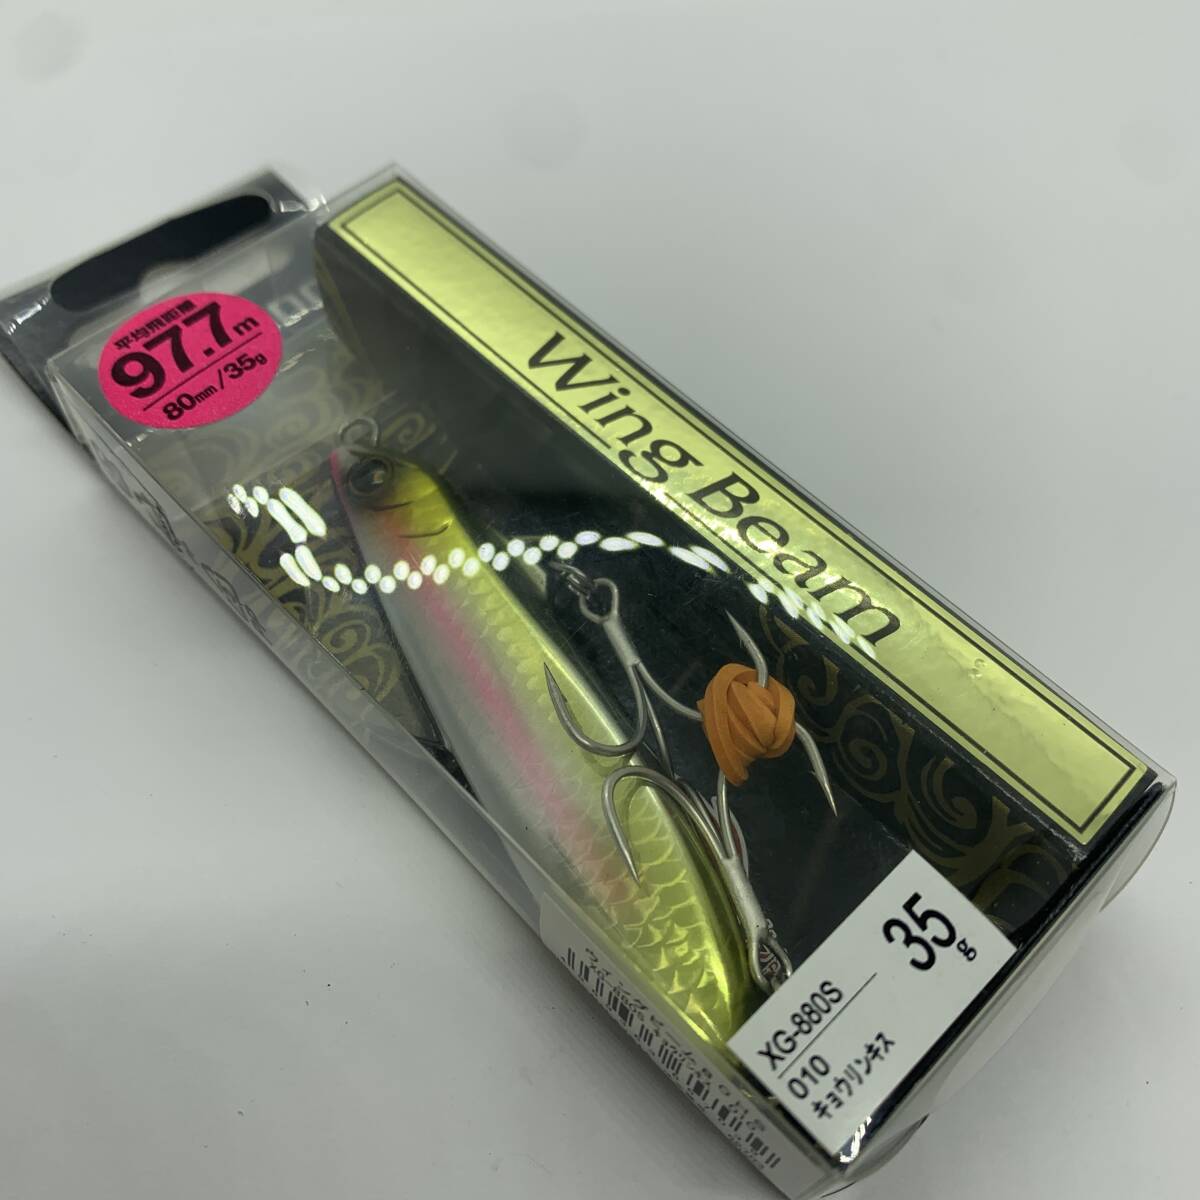 平均飛距離
97.7m
80mm/35g
Wing Beam
35g
XG-880S
010
キョウリンキス